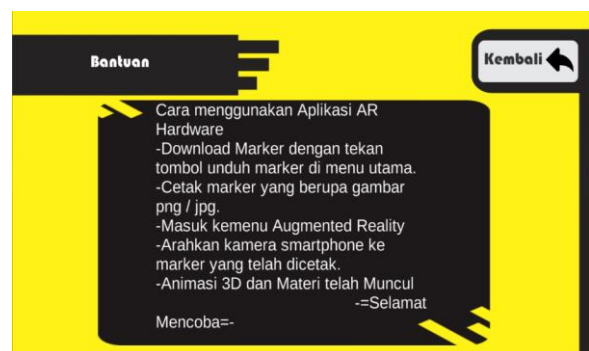 Bantuan
Kembali
Cara menggunakan Aplikasi AR
Hardware
-Download Marker dengan tekan
tombol unduh marker di menu utama.
-Cetak marker yang berupa gambar
png / jpg.
-Masuk kemenu Augmented Reality
-Arahkan kamera smartphone ke
marker yang telah dicetak.
-Animasi 3D dan Materi telah Muncul
-=Selamat
Mencoba=-